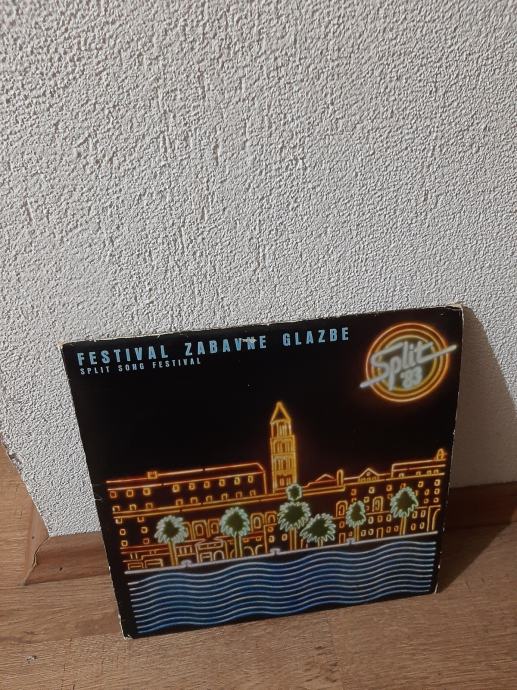 FESTIVAL ZABAVNE GLAZBE
SPLIT SONG FESTIVAL
Split
'83